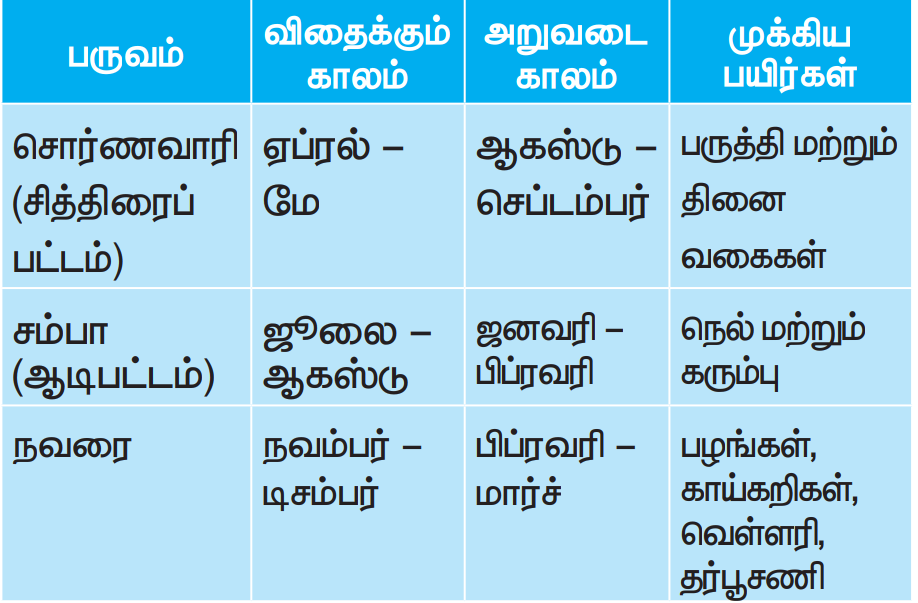 பருவம்
விதைக்கும்
காலம்
அறுவடை
காலம்
முக்கிய
பயிர்கள்
சொர்ணவாரி
(சித்திரைப்
பட்டம்)
ஏப்ரல் –
மே
ஆகஸ்டு –
செப்டம்பர்
பருத்தி மற்றும்
தினை
வகைகள்
சம்பா
(ஆடிபட்டம்)
ஜூலை –
ஆகஸ்டு
ஜனவரி –
பிப்ரவரி
நெல் மற்றும்
கரும்பு
நவரை
நவம்பர் –
டிசம்பர்
பிப்ரவரி –
மார்ச்
பழங்கள்,
காய்கறிகள்,
வெள்ளரி,
தர்பூசணி